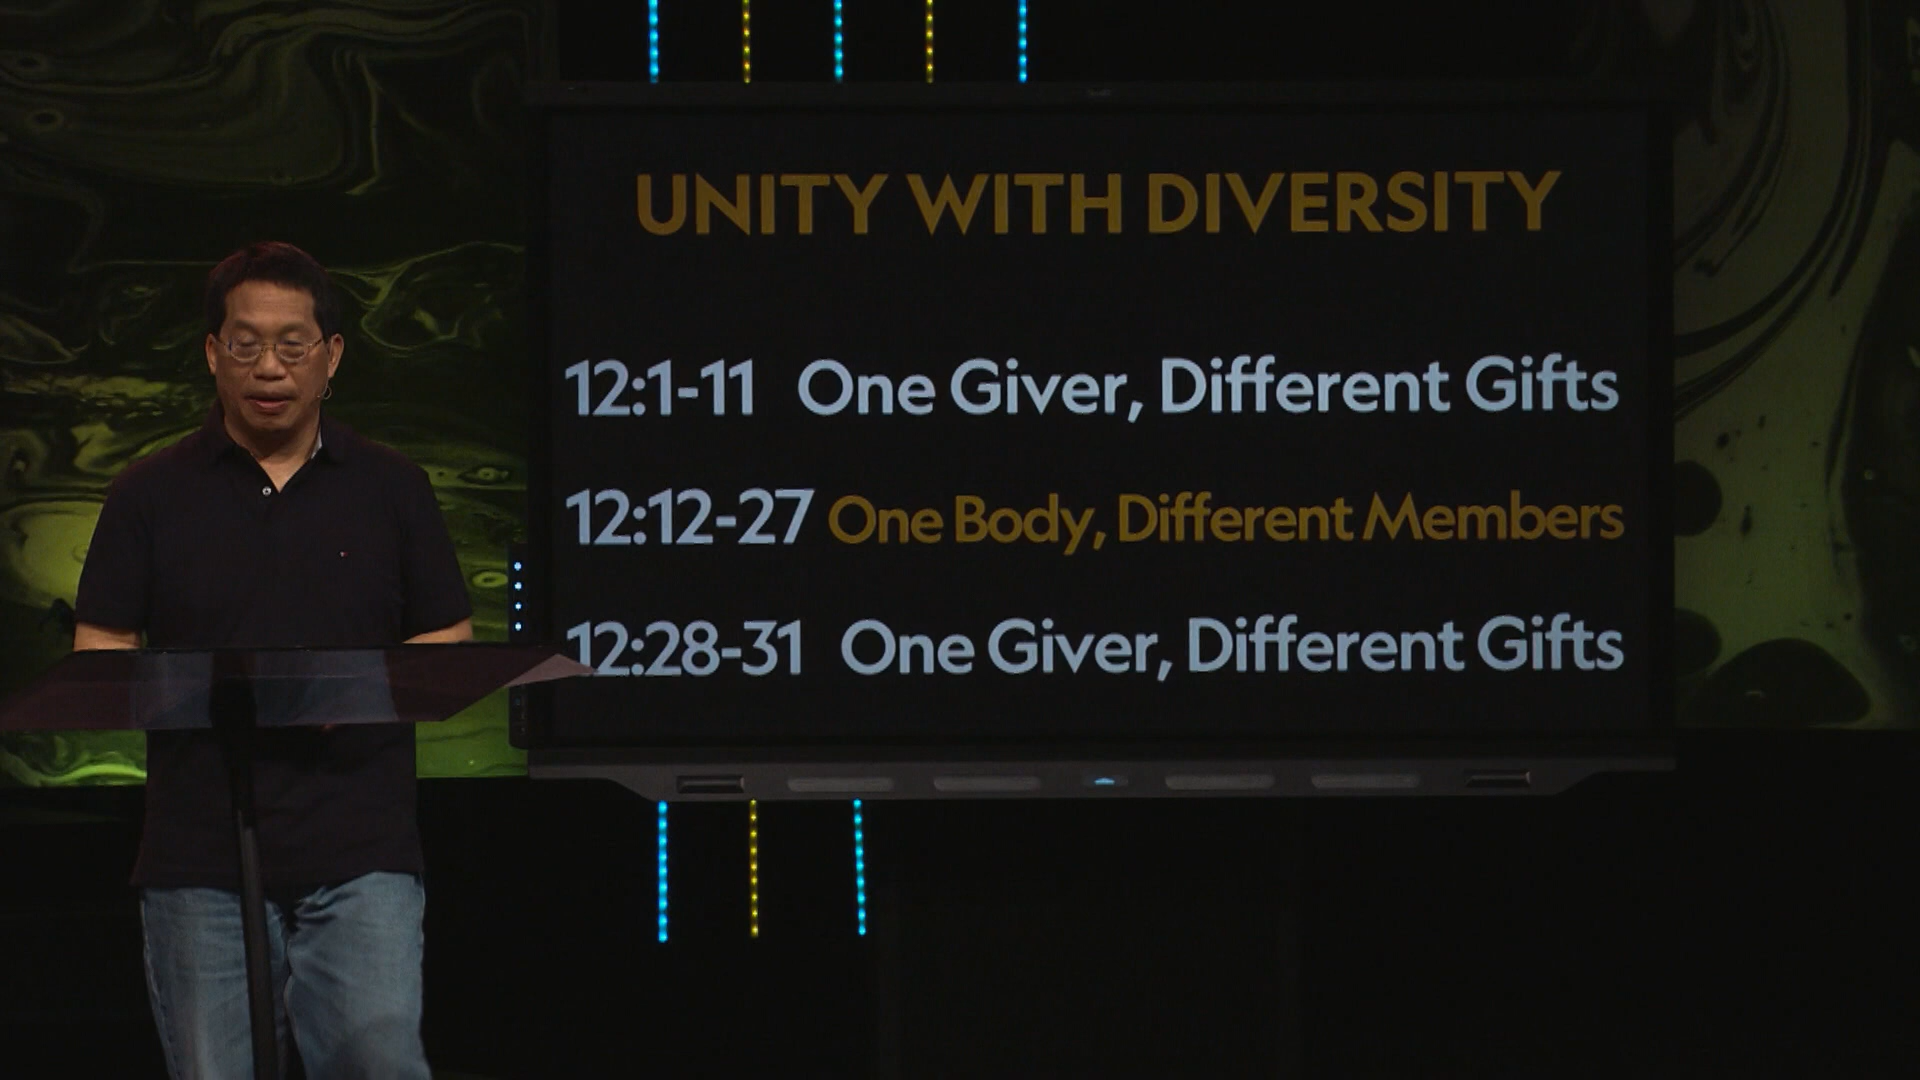 UNITY WITH DIVERSITY
12:1-11 One Giver, Different Gifts
12:12-27 One Body, Different Members
12:28-31 One Giver, Different Gifts